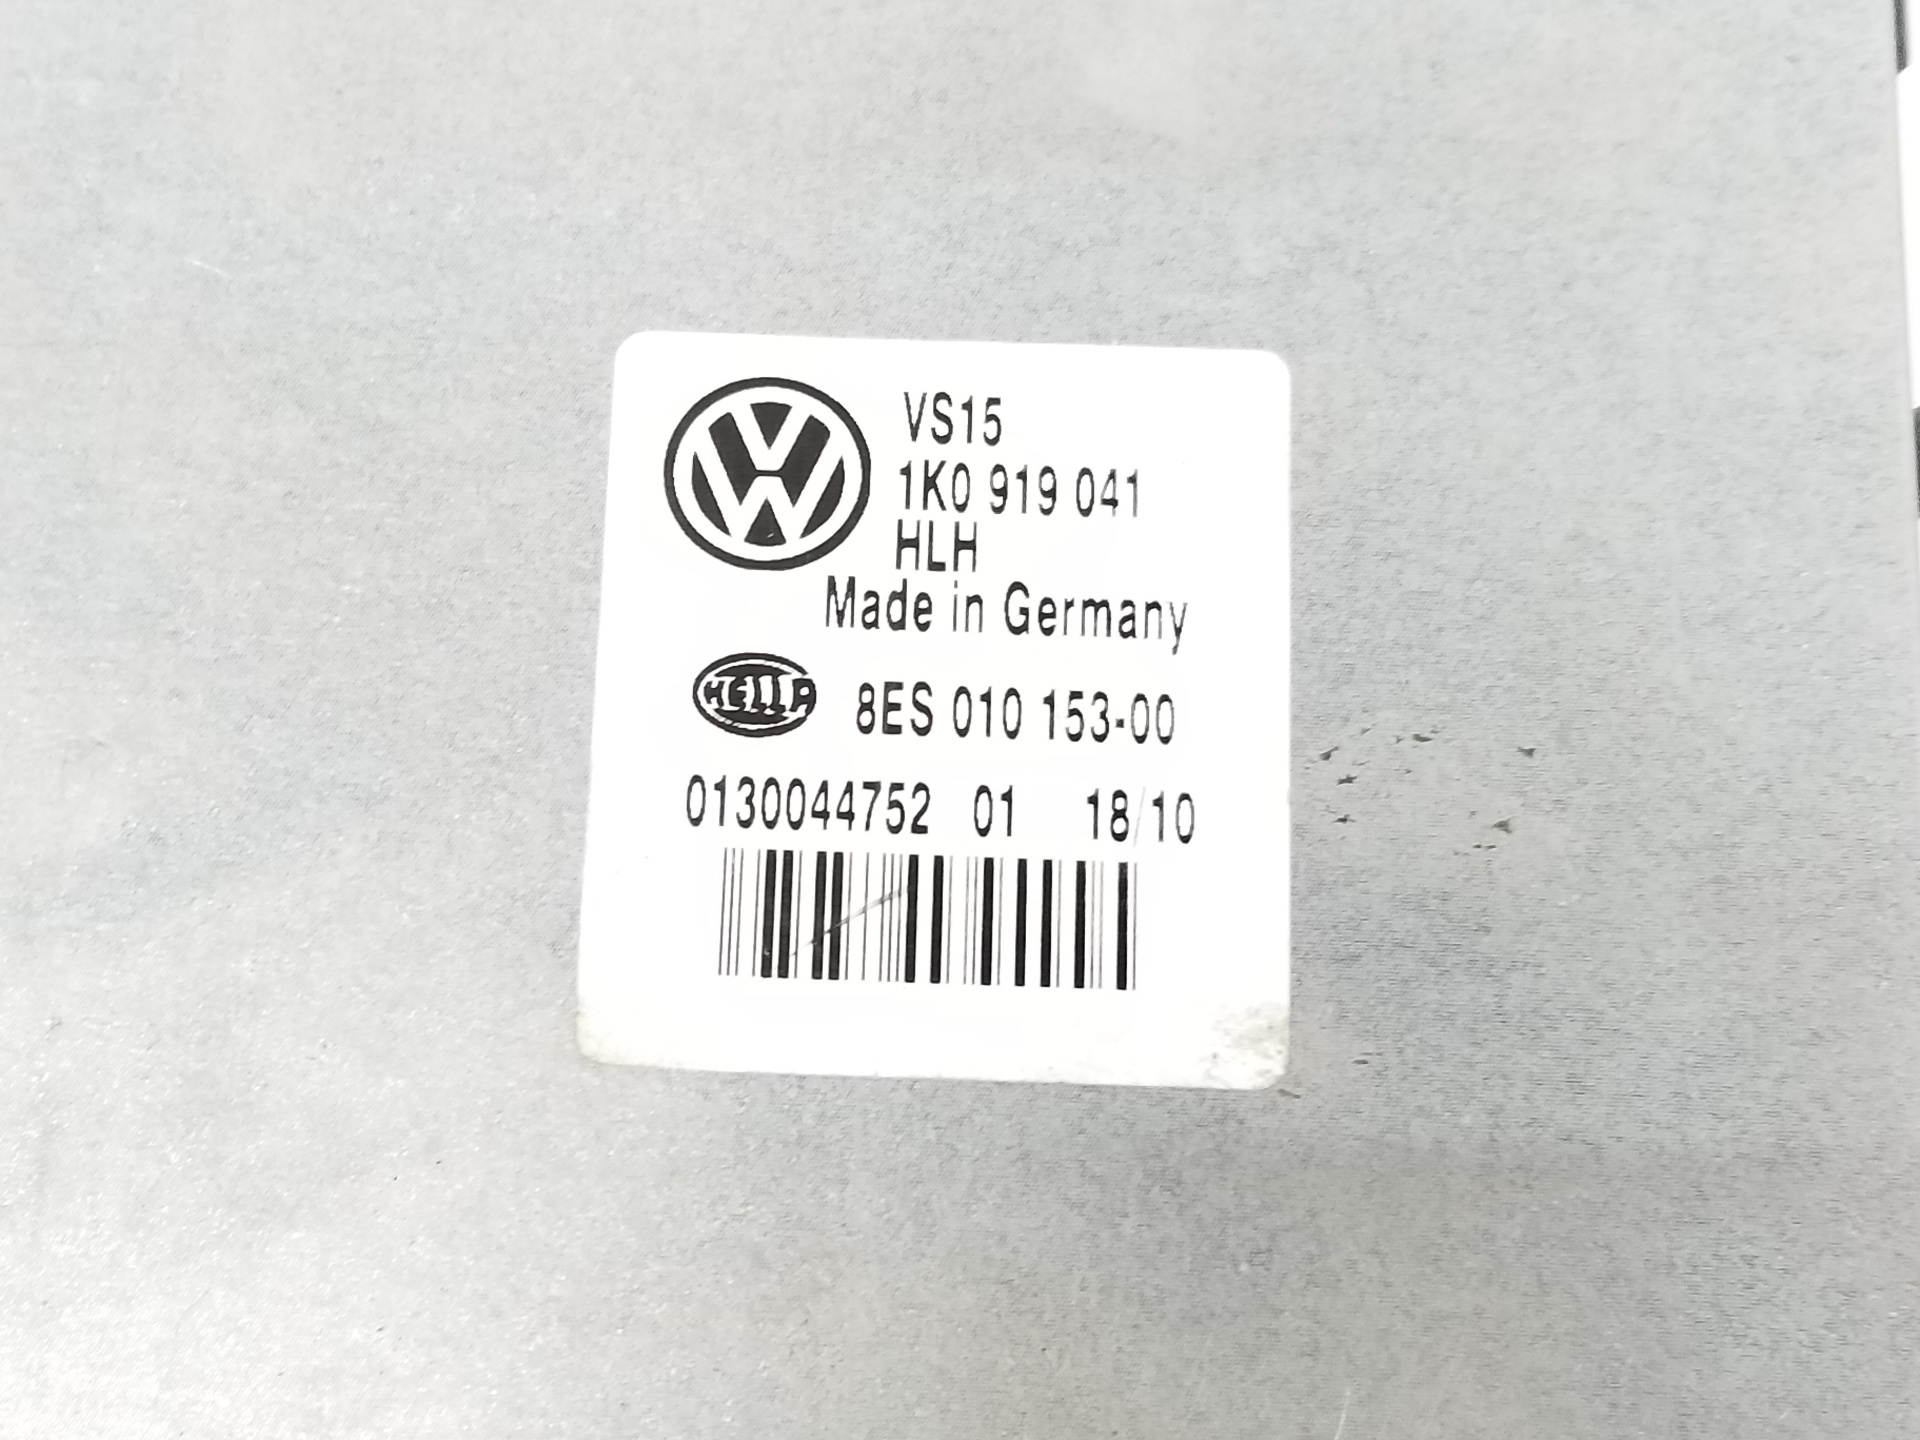 VS15
1K0 919 041
HLH
Made in Germany
HELLA 8ES 010 153-00
0130044752 01 18/10